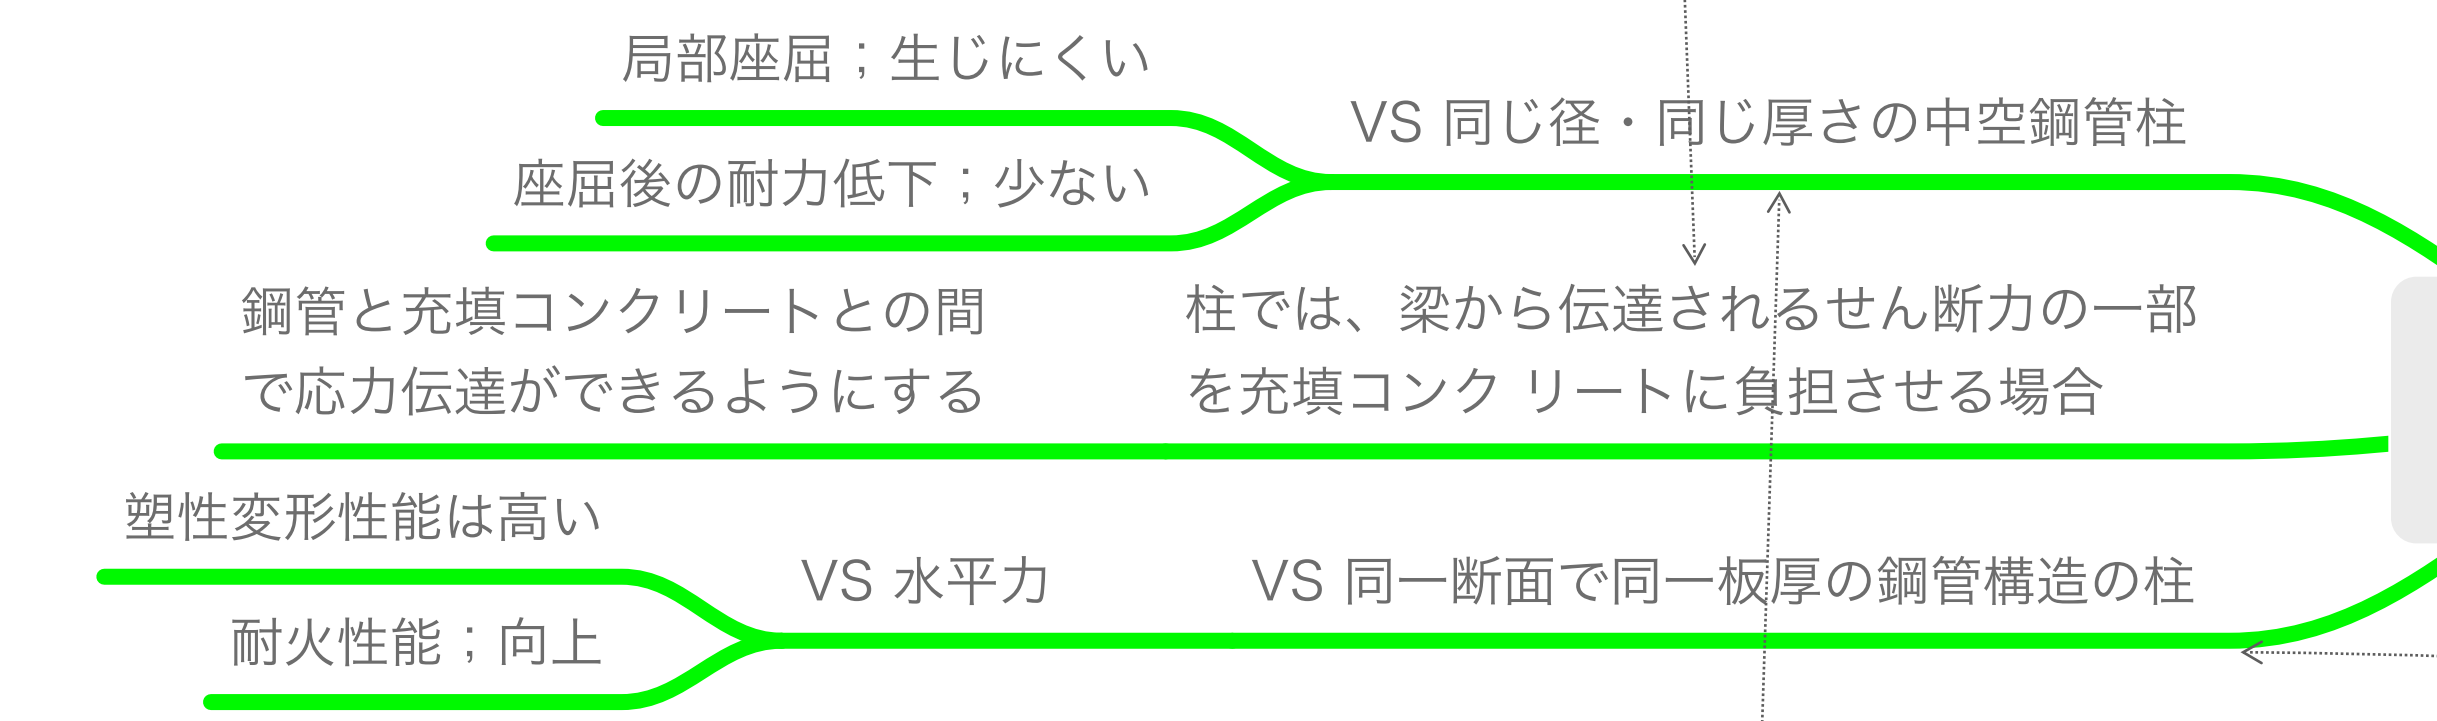 局部座屈；生じにくい
VS 同じ径・同じ厚さの中空鋼管柱
座屈後の耐力低下；少ない
鋼管と充填コンクリートとの間
で応力伝達ができるようにする
柱では、梁から伝達されるせん断力の一部
を充填コンク リートに負担させる場合
塑性変形性能は高い
VS 水平力
VS 同一断面で同一板厚の鋼管構造の柱
耐火性能；向上